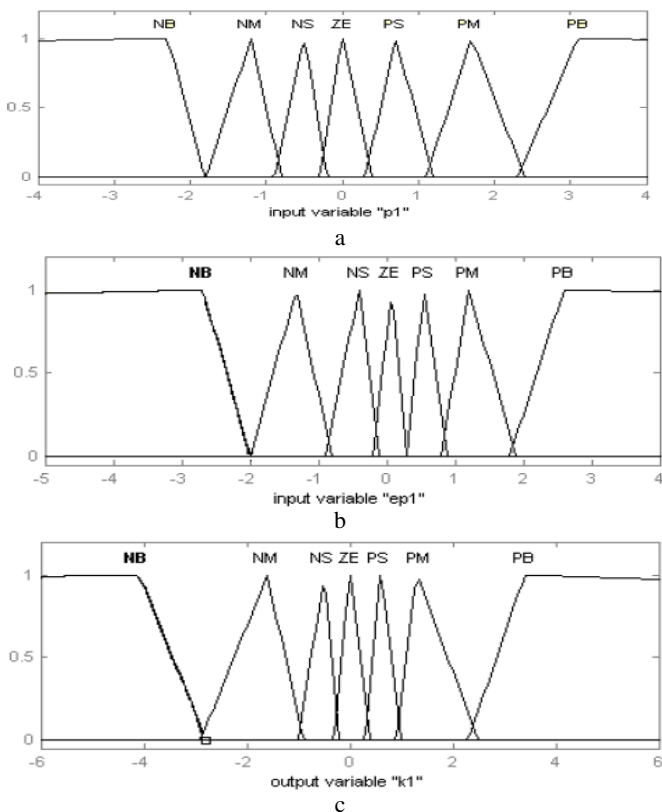 NB NM NS ZE PS PM PB
1
0.5
0
-4 -3 -2 -1 0 1 2 3 4
input variable "p1"
a
NB NM NS ZE PS PM PB
1
0.5
0
-5 -4 -3 -2 -1 0 1 2 3 4
input variable "ep1"
b
NB NM NS ZE PS PM PB
1
0.5
0
-6 -4 -2 0 2 4 6
output variable "k1"
c